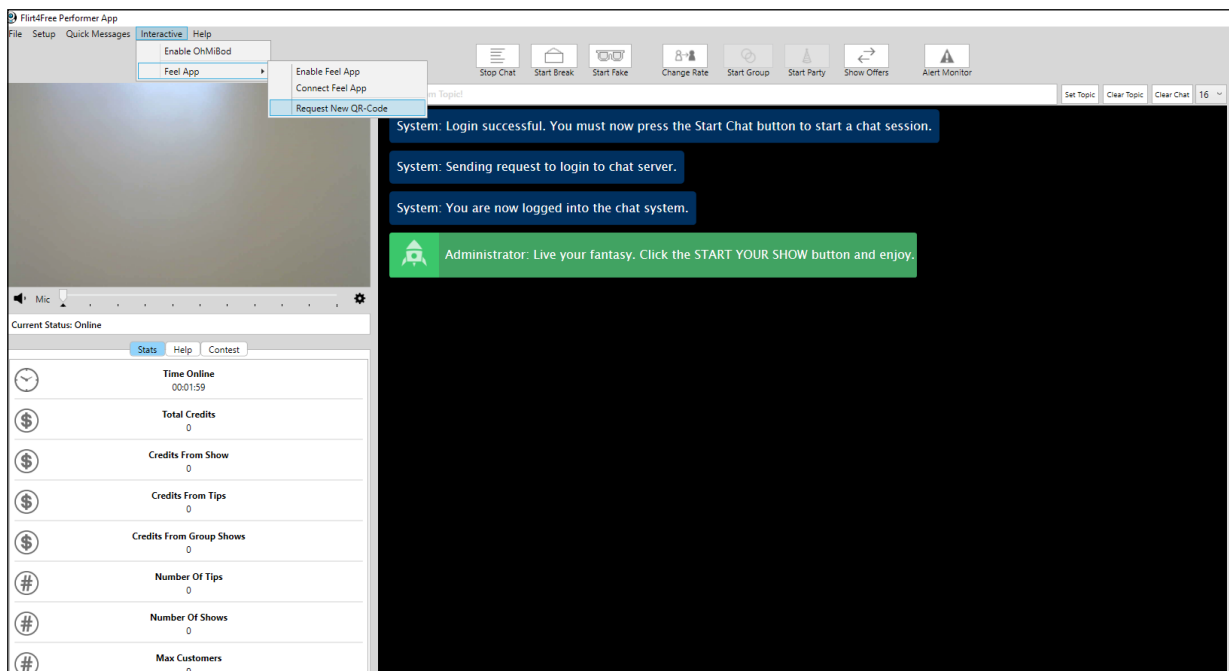 Flirt4Free Performer App
File Setup Quick Messages Interactive Help
Enable OhMiBod
Feel App
Enable Feel App
Connect Feel App
Request New QR-Code
Stop Chat Start Break Start Fake Change Rate Start Group Start Party Show Offers Alert Monitor
Topic!
Set Topic Clear Topic Clear Chat 16
System: Login successful. You must now press the Start Chat button to start a chat session.
System: Sending request to login to chat server.
System: You are now logged into the chat system.
Administrator: Live your fantasy. Click the START YOUR SHOW button and enjoy.
Mic
Current Status: Online
Stats Help Contest
Time Online
00:01:59
Total Credits
0
Credits From Show
0
Credits From Tips
0
Credits From Group Shows
0
Number Of Tips
0
Number Of Shows
0
Max Customers